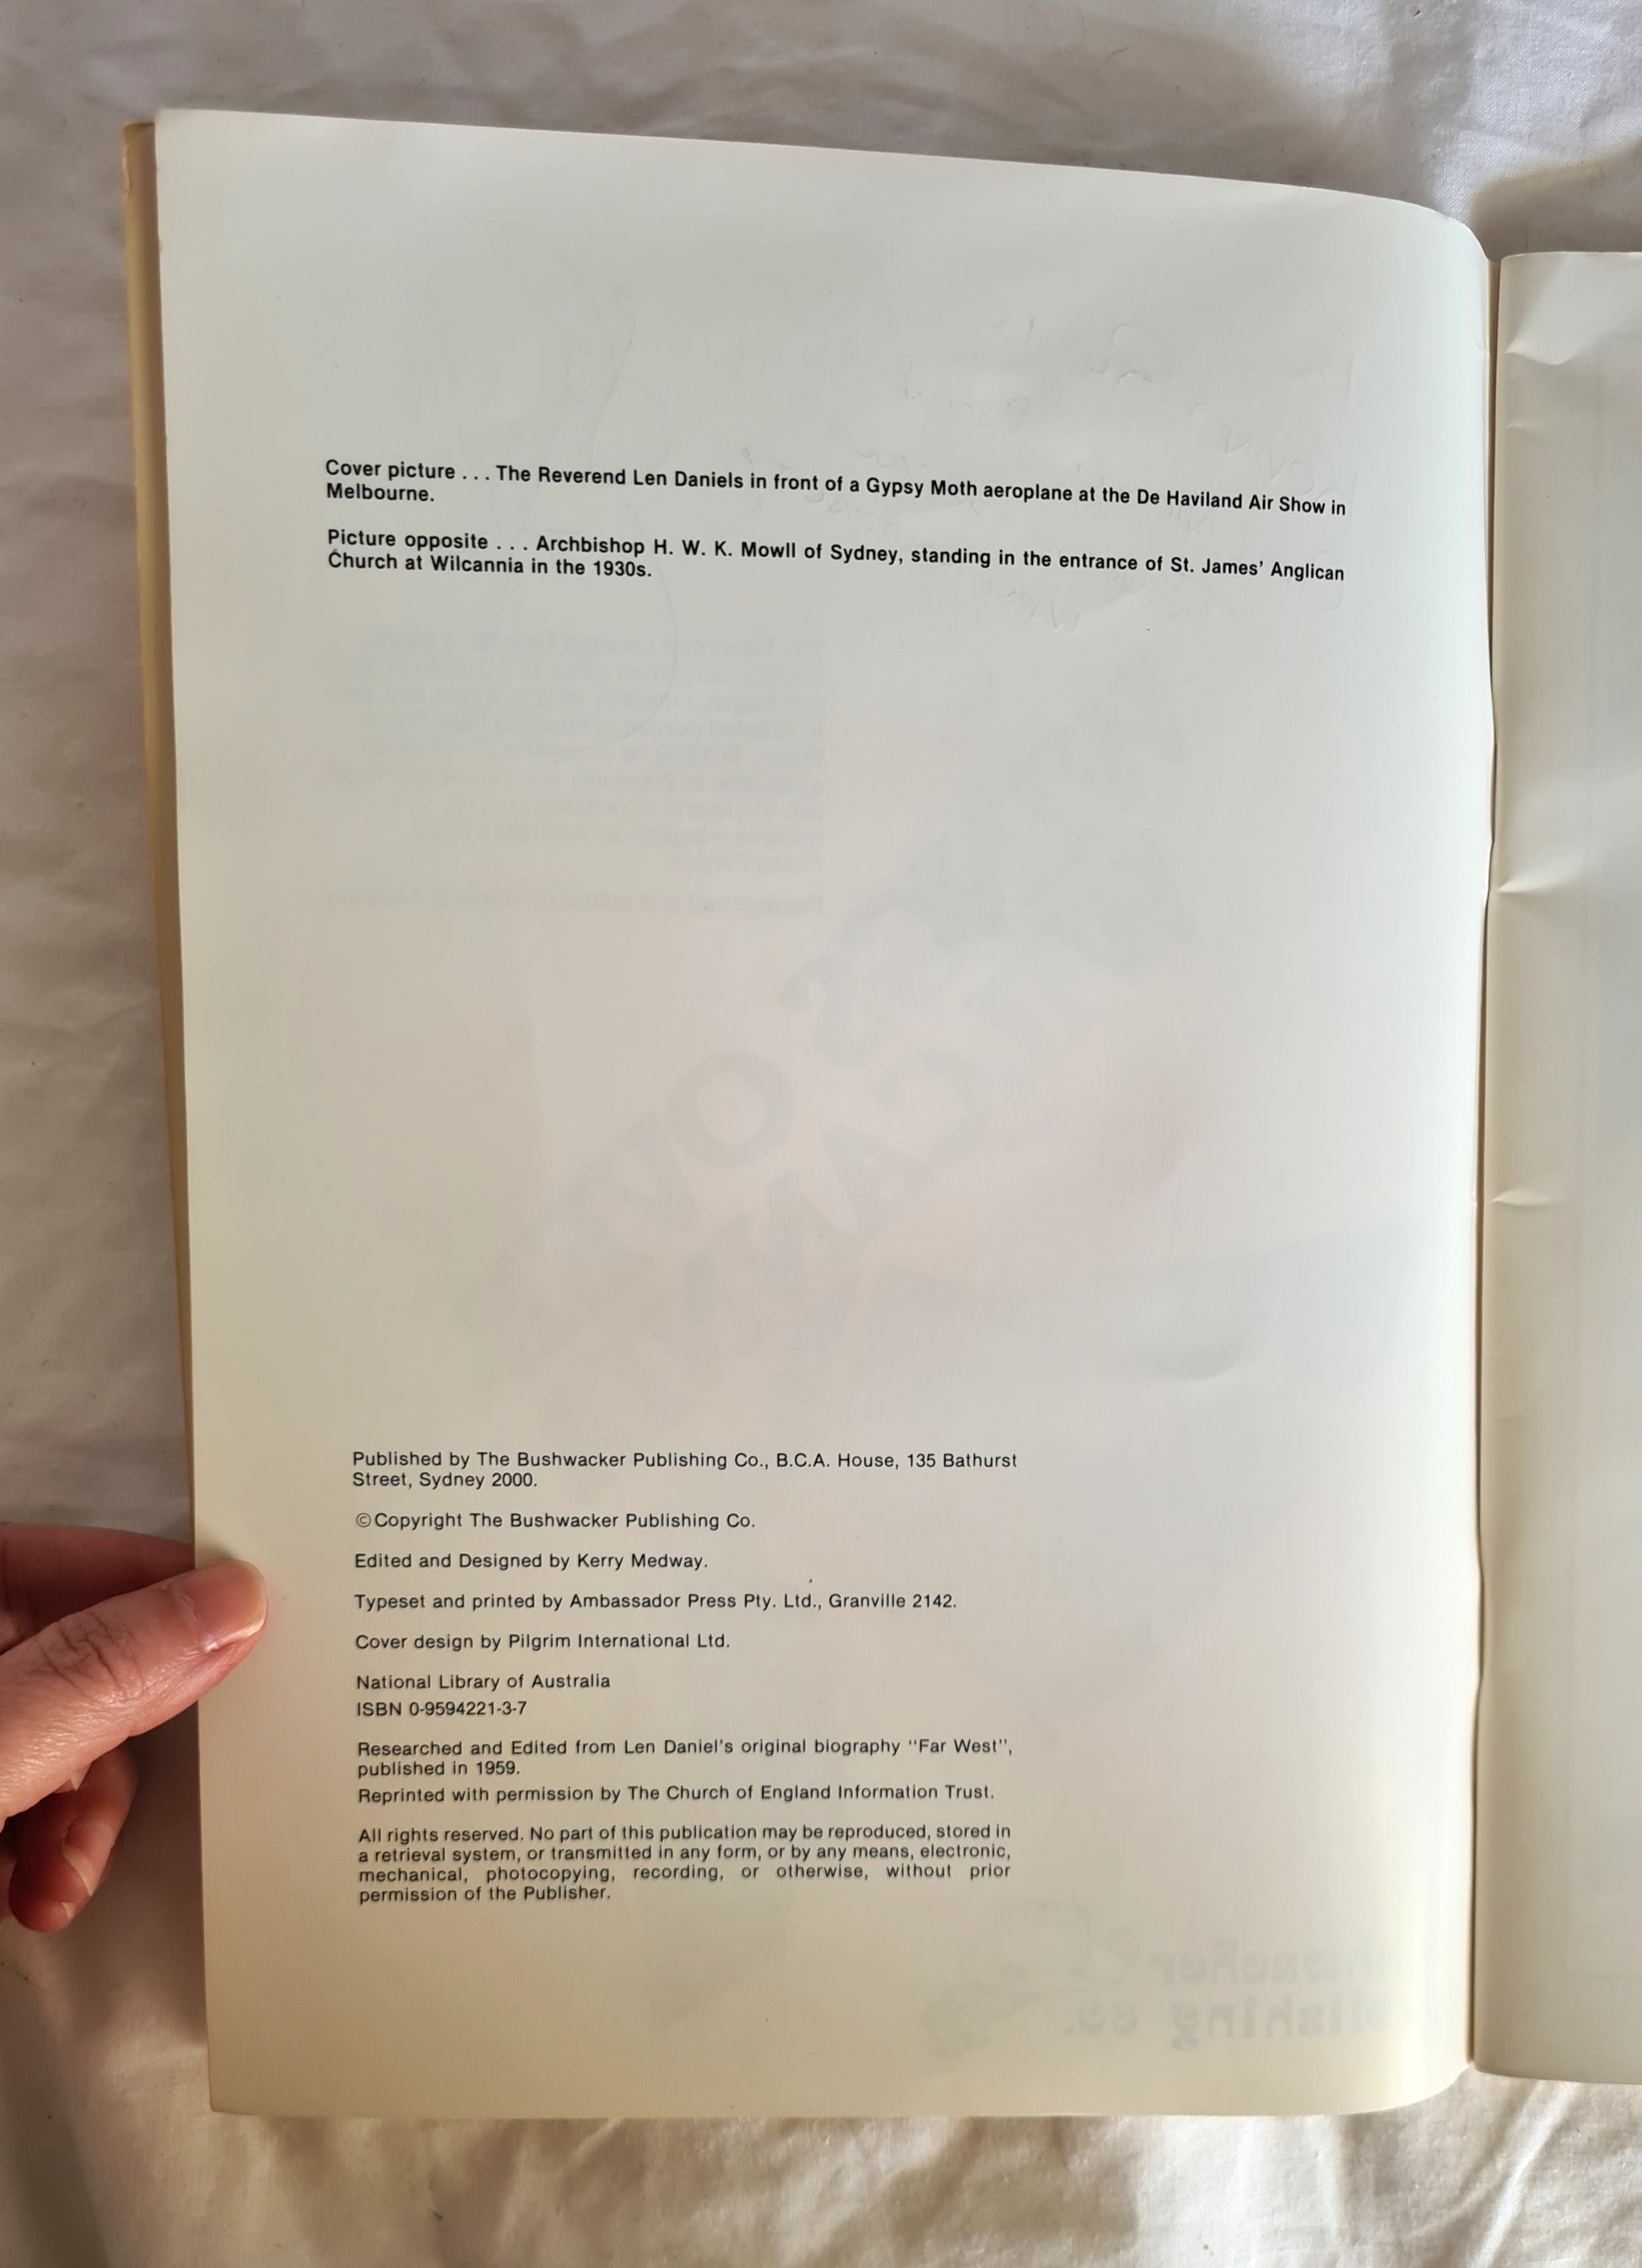 Cover picture . . . The Reverend Len Daniels in front of a Gypsy Moth aeroplane at the De Haviland Air Show in
Melbourne.
Picture opposite . . . Archbishop H. W. K. Mowll of Sydney, standing in the entrance of St. James' Anglican
Church at Wilcannia in the 1930s.
Published by The Bushwacker Publishing Co., B.C.A. House, 135 Bathurst
Street, Sydney 2000.
©Copyright The Bushwacker Publishing Co.
Edited and Designed by Kerry Medway.
Typeset and printed by Ambassador Press Pty. Ltd., Granville 2142.
Cover design by Pilgrim International Ltd.
National Library of Australia
ISBN 0-9594221-3-7
Researched and Edited from Len Daniel's original biography "Far West",
published in 1959.
Reprinted with permission by The Church of England Information Trust.
All rights reserved. No part of this publication may be reproduced, stored in
a retrieval system, or transmitted in any form, or by any means, electronic,
mechanical, photocopying, recording, or otherwise, without prior
permission of the Publisher.